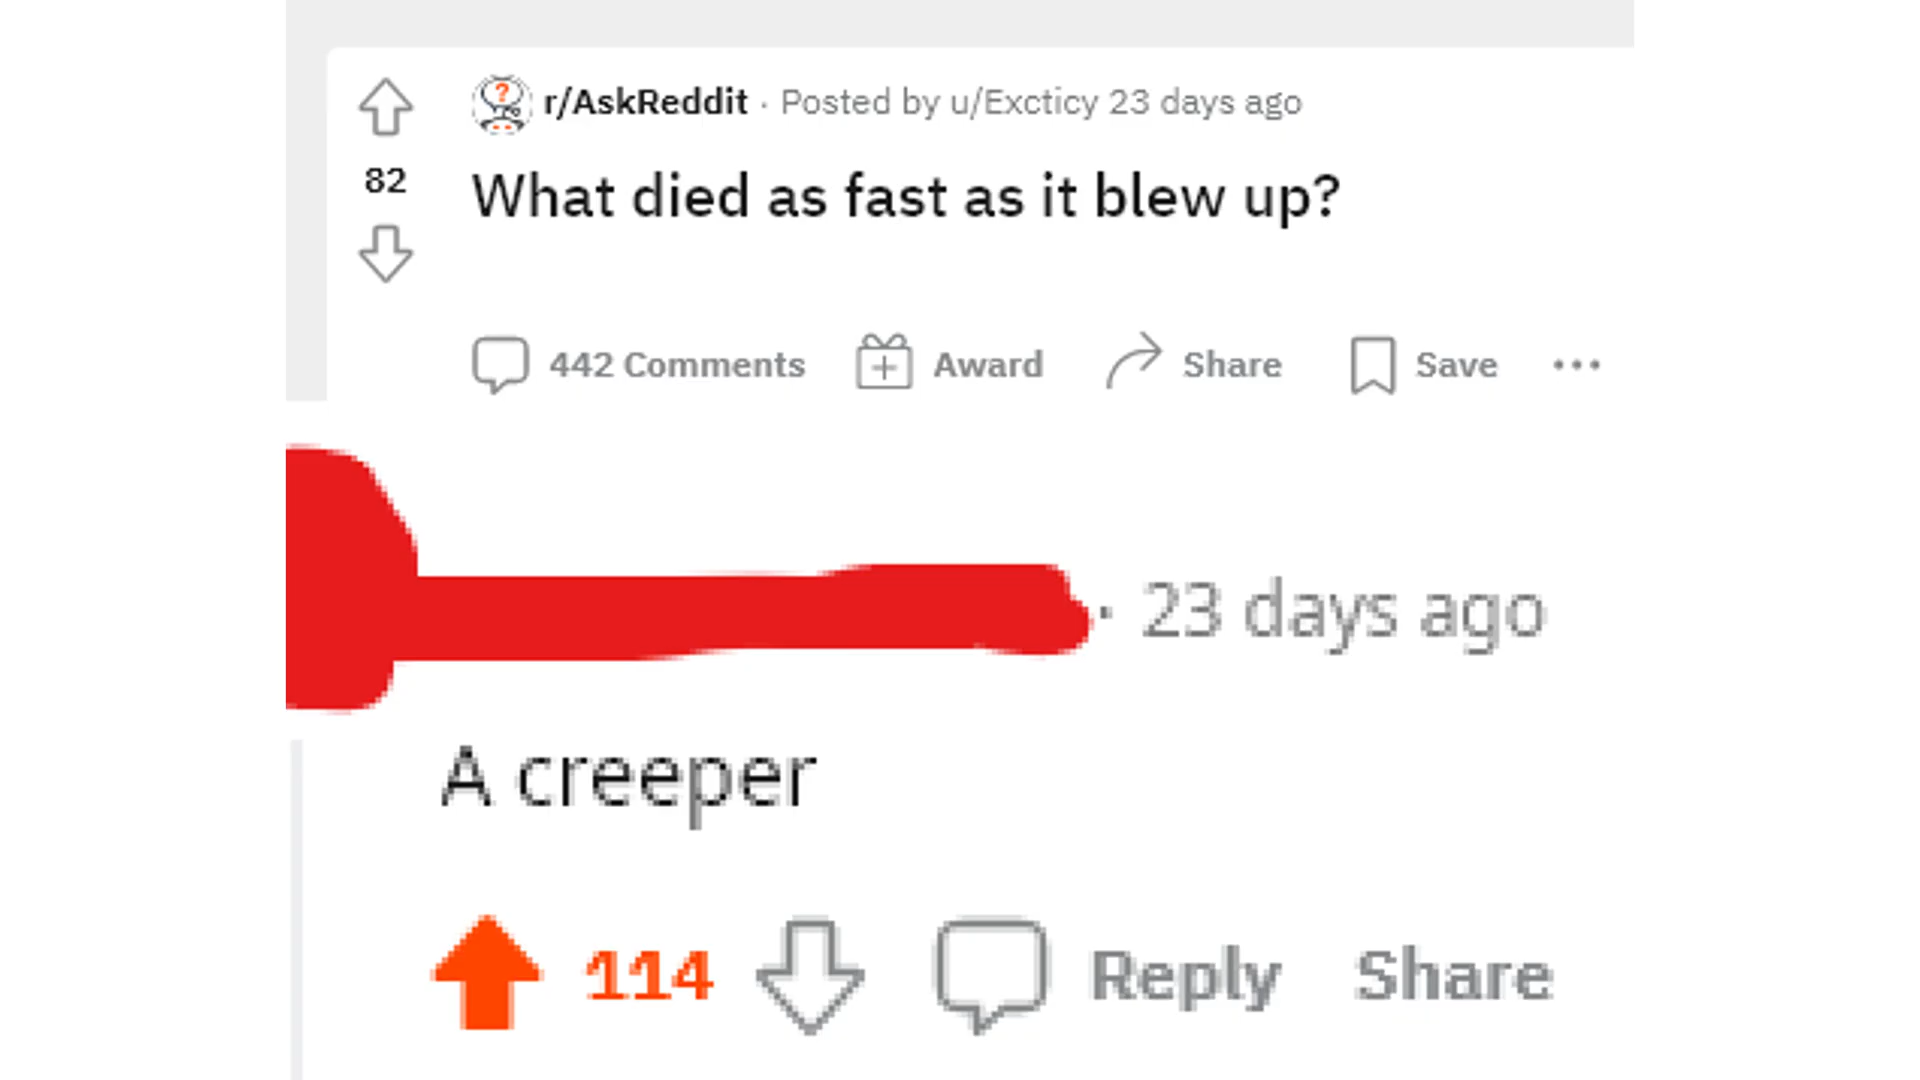 r/AskReddit · Posted by u/Excticy 23 days ago
82
What died as fast as it blew up?
442 Comments Award Share Save ...
· 23 days ago
A creeper
114 Reply Share